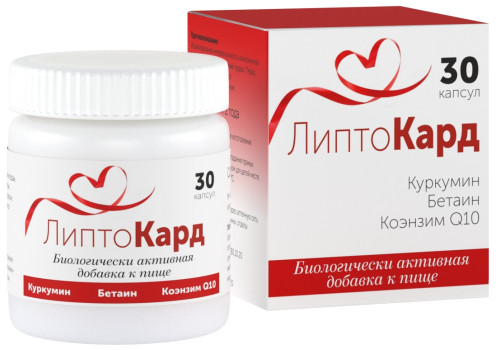 30
капсул
ЛиптоКард
Биологически активная
добавка к пище
Куркумин Бетаин Коэнзим Q10
30
капсул
ЛиптоКард
Куркумин
Бетаин
Коэнзим Q10
Биологически активная
добавка к пище